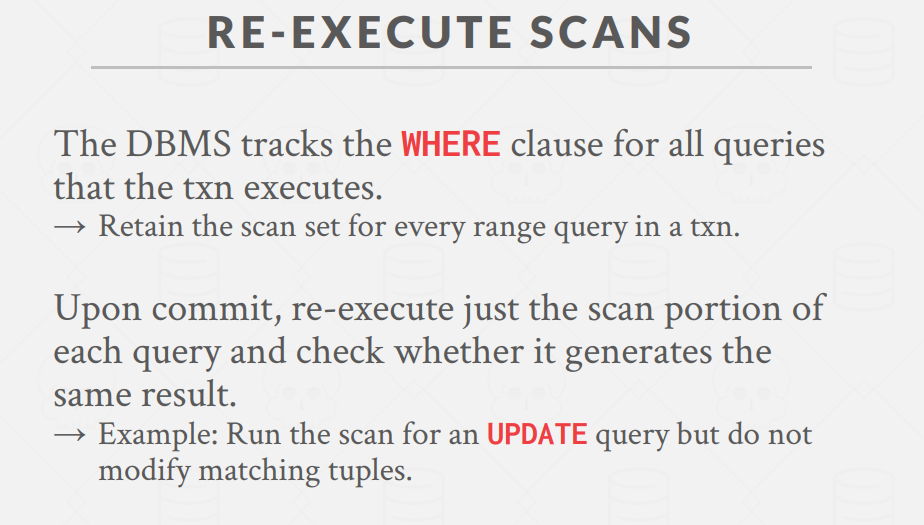 RE-EXECUTE SCANS
The DBMS tracks the WHERE clause for all queries
that the txn executes.
→ Retain the scan set for every range query in a txn.
Upon commit, re-execute just the scan portion of
each query and check whether it generates the
same result.
→ Example: Run the scan for an UPDATE query but do not
modify matching tuples.